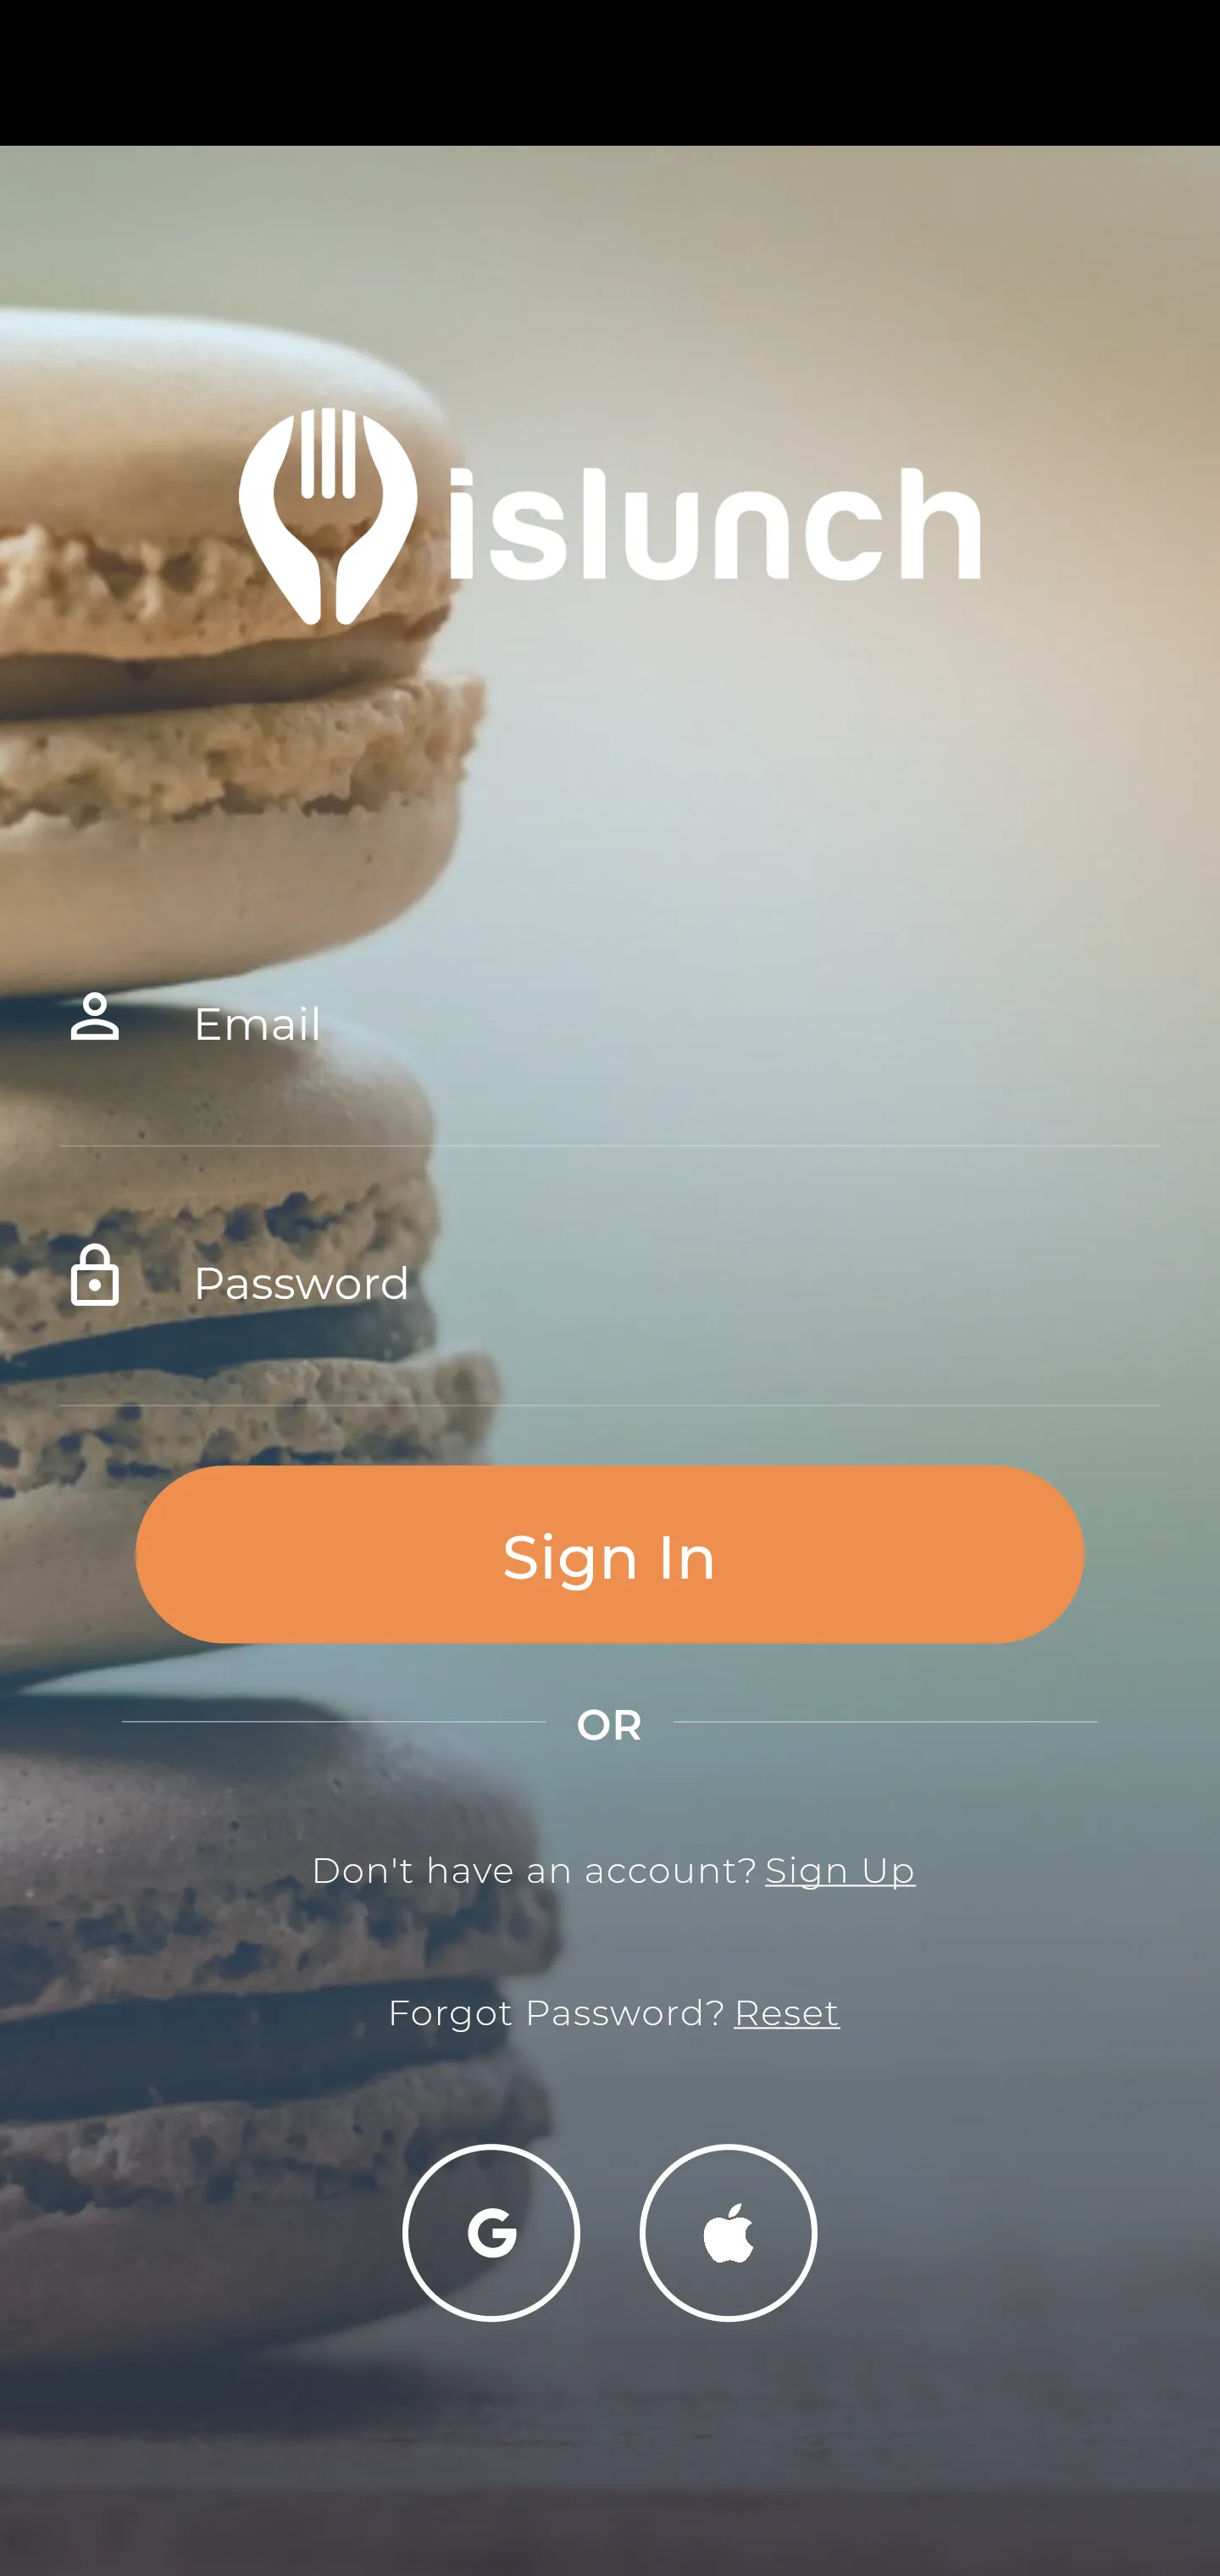 islunch
Email
Password
Sign In
OR
Don't have an account? Sign Up
Forgot Password? Reset
G